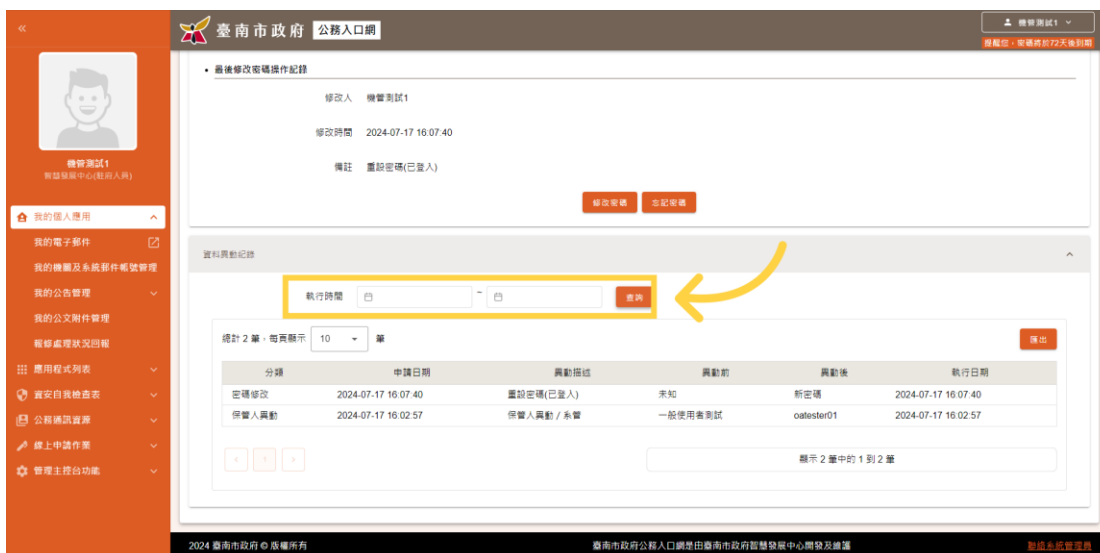 «
臺南市政府 公務入口網
機管測試1
提醒您，密碼將於72天後到期
機管測試1
智慧發展中心(駐府人員)
我的個人應用
我的電子郵件
我的機關及系統郵件帳號管理
我的公告管理
我的公文附件管理
報修處理狀況回報
應用程式列表
資安自我檢查表
公務通訊資源
線上申請作業
管理主控台功能
• 最後修改密碼操作記錄
修改人 機管測試1
修改時間 2024-07-17 16:07:40
備註 重設密碼(已登入)
修改密碼 忘記密碼
資料異動紀錄
執行時間 ~ 查詢
總計 2 筆，每頁顯示 10 筆
匯出
分類 申請日期 異動描述 異動前 異動後 執行日期
密碼修改 2024-07-17 16:07:40 重設密碼(已登入) 未知 新密碼 2024-07-17 16:07:40
保管人異動 2024-07-17 16:02:57 保管人異動 / 系管 一般使用者測試 oatester01 2024-07-17 16:02:57
‹ 1 ›
顯示 2 筆中的 1 到 2 筆
2024 臺南市政府 © 版權所有
臺南市政府公務入口網是由臺南市政府智慧發展中心開發及維護
聯絡系統管理員